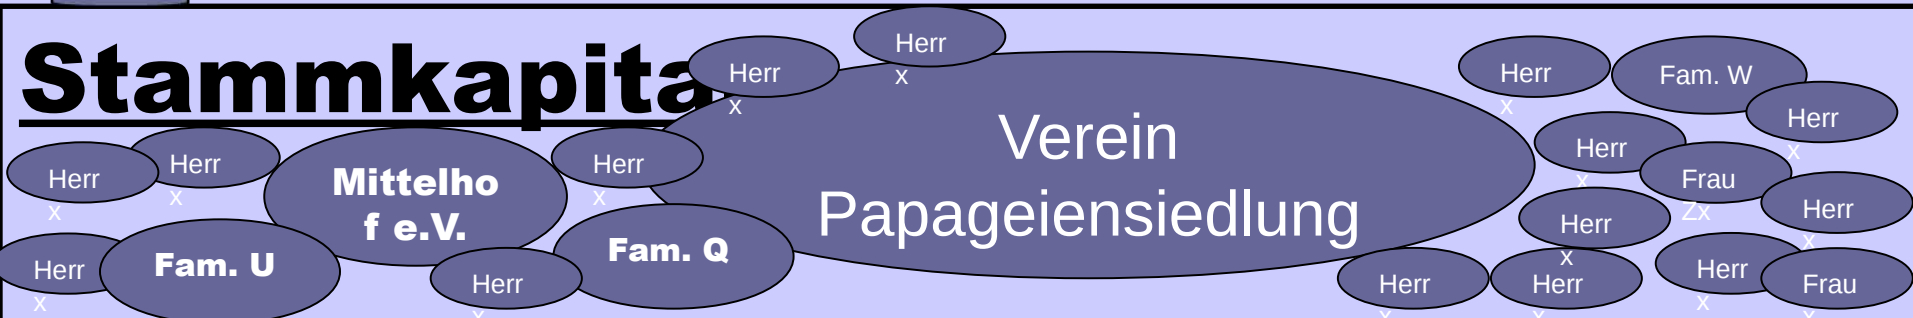 Stammkapita
Herr
x
Herr
x
Verein
Papageiensiedlung
Herr
x
Fam. W
Herr
x
Herr
x
Herr
x
Mittelho
f e.V.
Herr
x
Herr
x
Frau
Zx
Herr
x
Herr
x
Herr
x
Fam. U
Herr
x
Fam. Q
Herr
x
Herr
x
Herr
x
Frau
x